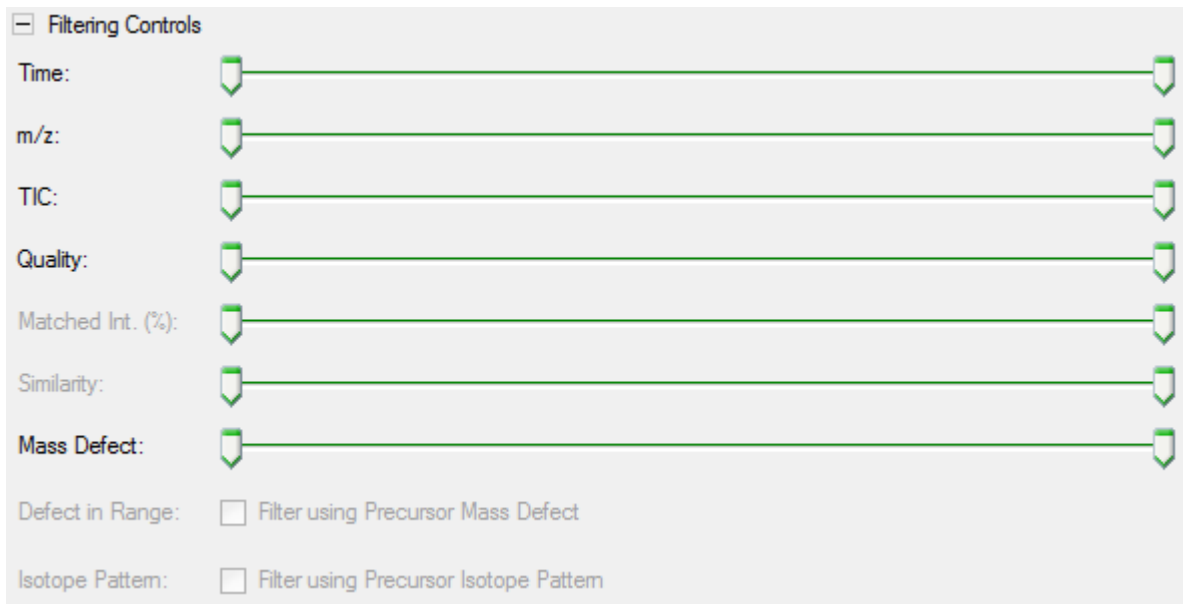 Filtering Controls
Time:
m/z:
TIC:
Quality:
Matched Int. (%):
Similarity:
Mass Defect:
Defect in Range: Filter using Precursor Mass Defect
Isotope Pattern: Filter using Precursor Isotope Pattern